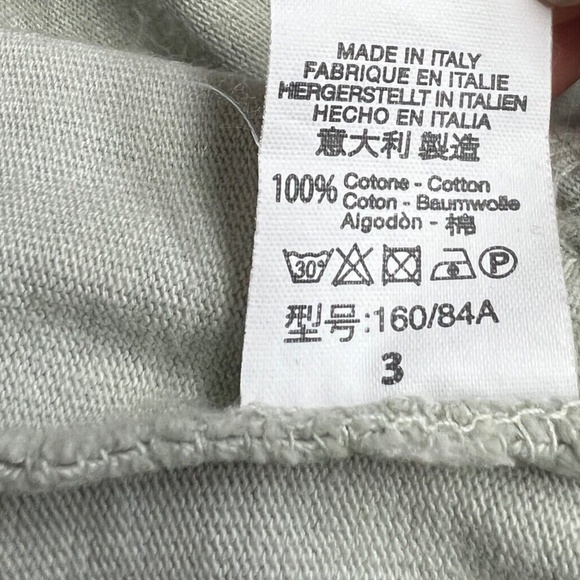 MADE IN ITALY
FABRIQUE EN ITALIE
HERGERSTELLT IN ITALIEN
HECHO EN ITALIA
意大利 製造
100% Cotone - Cotton
Coton - Baumwolle
Algodòn - 棉
30° P
型号:160/84A
3